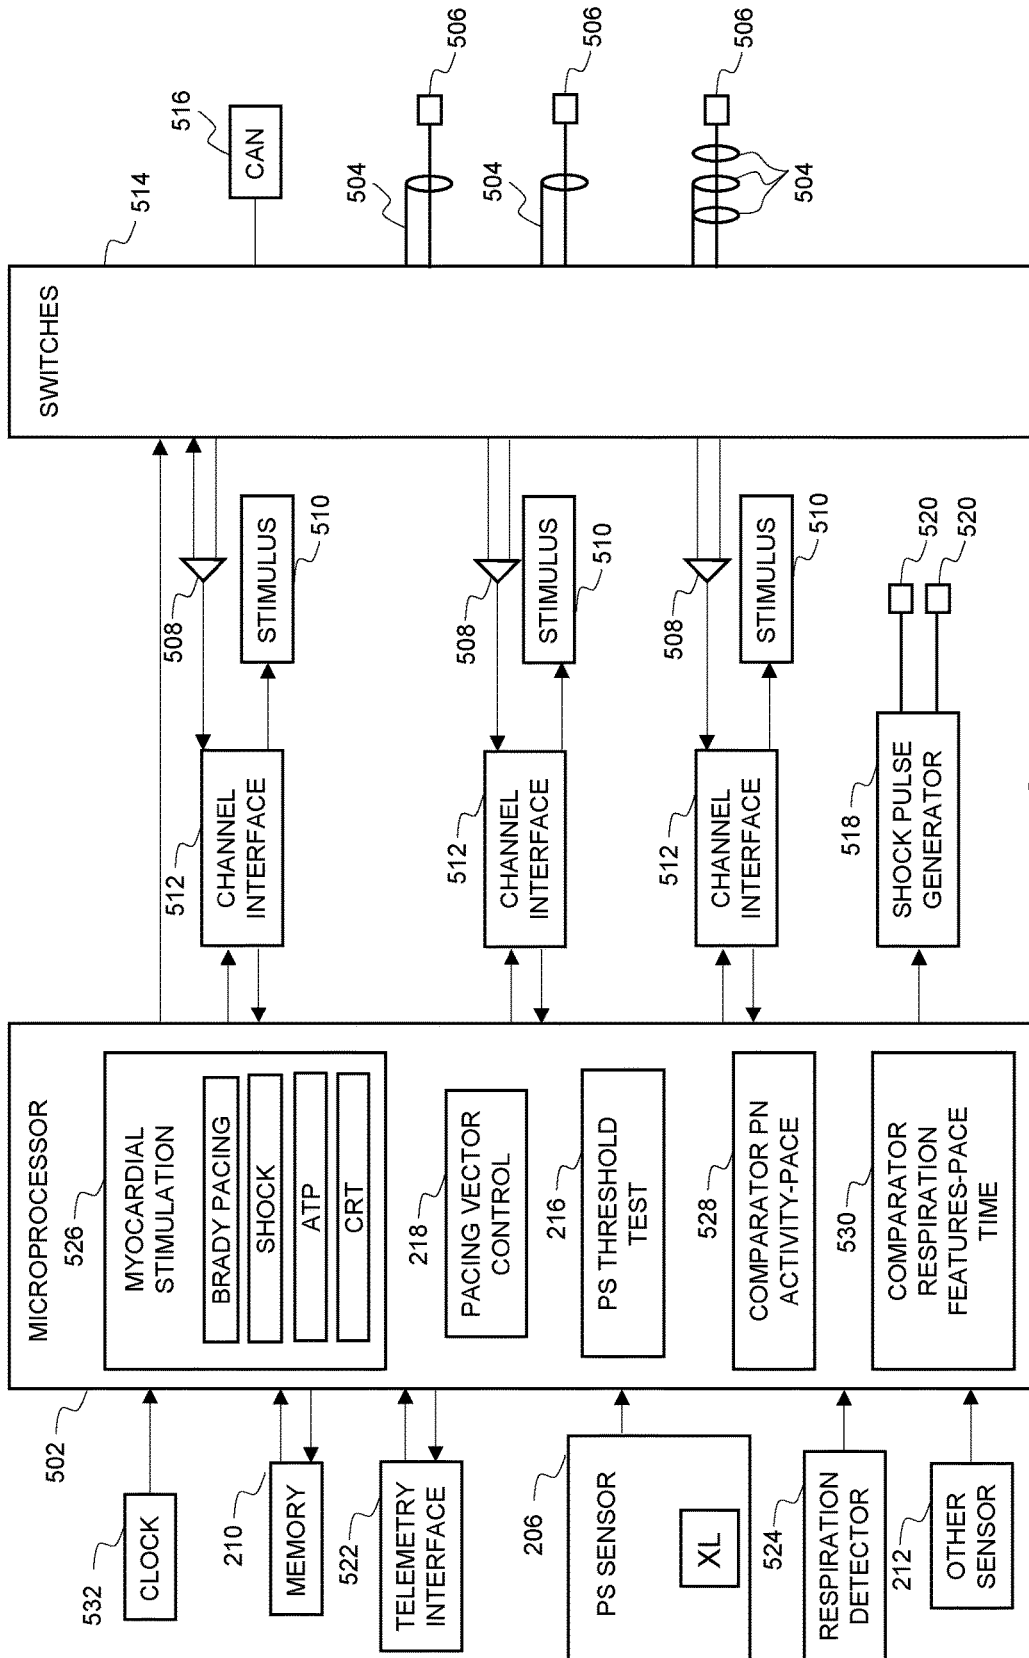 532
CLOCK
210
MEMORY
522
TELEMETRY
INTERFACE
206
PS SENSOR
XL
524
RESPIRATION
DETECTOR
212
OTHER
SENSOR
502
MICROPROCESSOR
526
MYOCARDIAL
STIMULATION
BRADY PACING
SHOCK
ATP
CRT
218
PACING VECTOR
CONTROL
216
PS THRESHOLD
TEST
528
COMPARATOR PN
ACTIVITY-PACE
530
COMPARATOR
RESPIRATION
FEATURES-PACE
TIME
512
CHANNEL
INTERFACE
508
STIMULUS
510
512
CHANNEL
INTERFACE
508
STIMULUS
510
512
CHANNEL
INTERFACE
508
STIMULUS
510
518
SHOCK PULSE
GENERATOR
520
520
SWITCHES
514
516
CAN
504
506
504
506
504
506